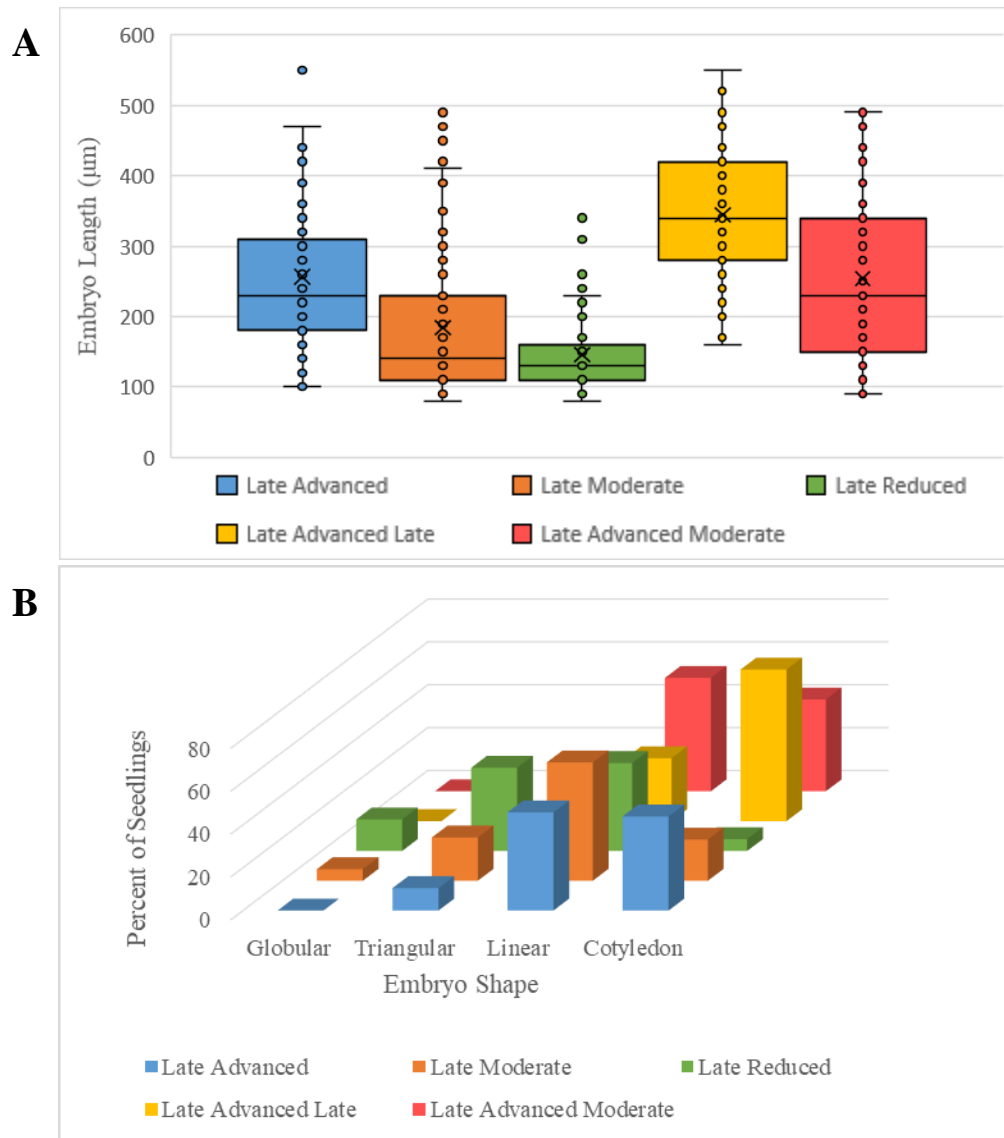 A
600
500
400
300
200
100
0
Embryo Length (µm)
Late Advanced Late Moderate Late Reduced
Late Advanced Late Late Advanced Moderate
B
80
60
40
20
0
Percent of Seedlings
Globular Triangular Linear Cotyledon
Embryo Shape
Late Advanced Late Moderate Late Reduced
Late Advanced Late Late Advanced Moderate